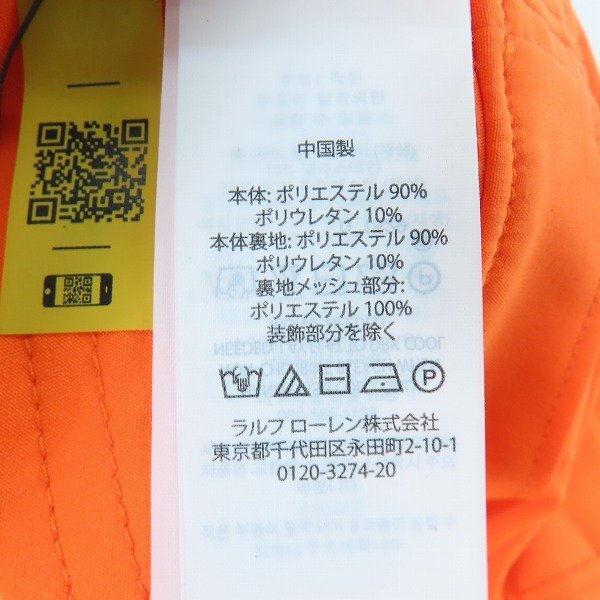 中国製
本体: ポリエステル 90%
ポリウレタン 10%
本体裏地: ポリエステル 90%
ポリウレタン 10%
裏地メッシュ部分:
ポリエステル 100%
装飾部分を除く
P
ラルフ ローレン株式会社
東京都千代田区永田町2-10-1
0120-3274-20